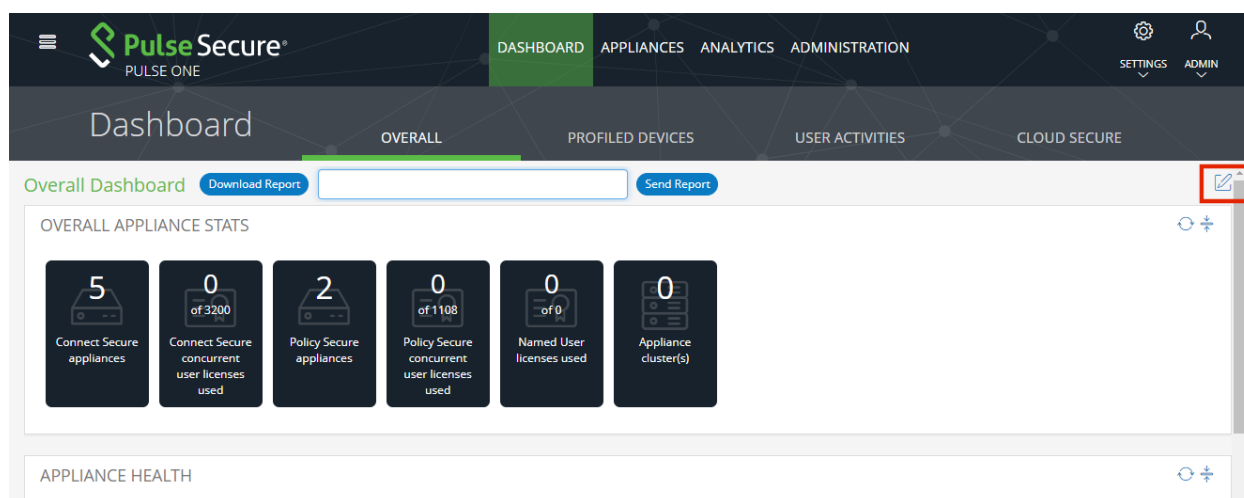 Pulse Secure®
PULSE ONE
DASHBOARD APPLIANCES ANALYTICS ADMINISTRATION
SETTINGS ADMIN
Dashboard OVERALL PROFILED DEVICES USER ACTIVITIES CLOUD SECURE
Overall Dashboard Download Report Send Report
OVERALL APPLIANCE STATS
5
Connect Secure
appliances
0
of 3200
Connect Secure
concurrent
user licenses
used
2
Policy Secure
appliances
0
of 1108
Policy Secure
concurrent
user licenses
used
0
of 0
Named User
licenses used
0
Appliance
cluster(s)
APPLIANCE HEALTH